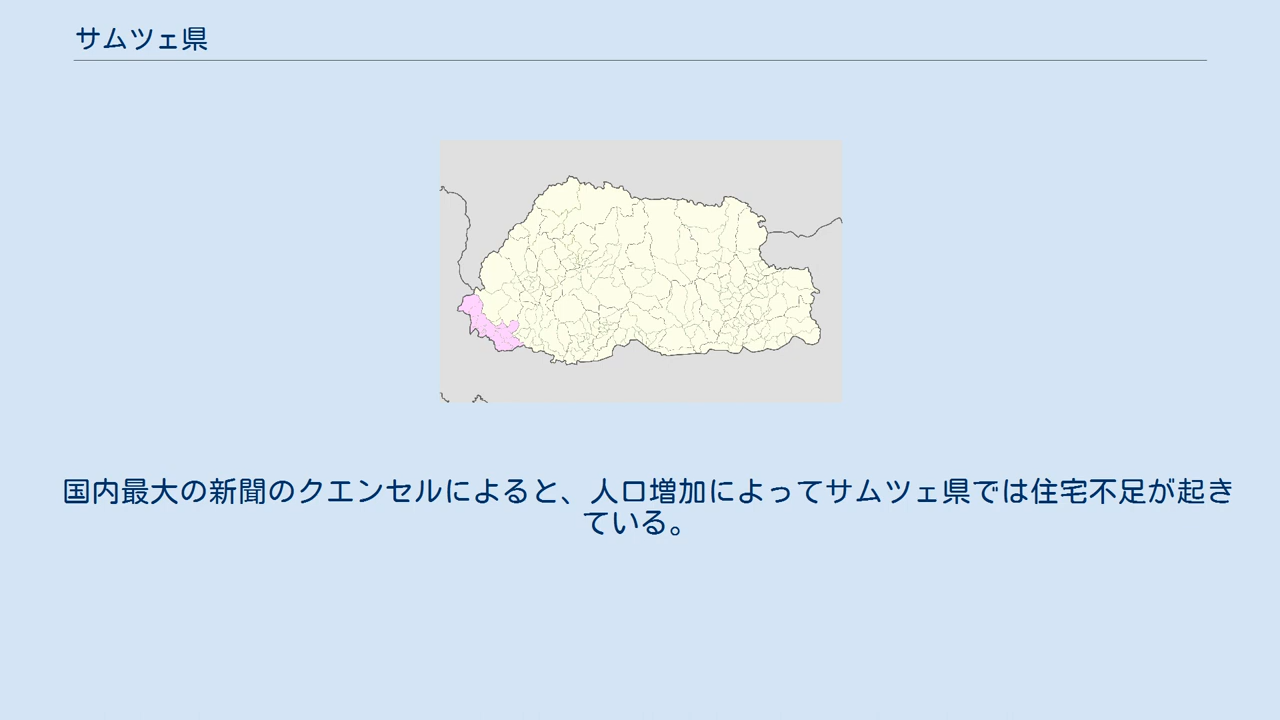 サムツェ県
国内最大の新聞のクエンセルによると、人口増加によってサムツェ県では住宅不足が起き
ている。